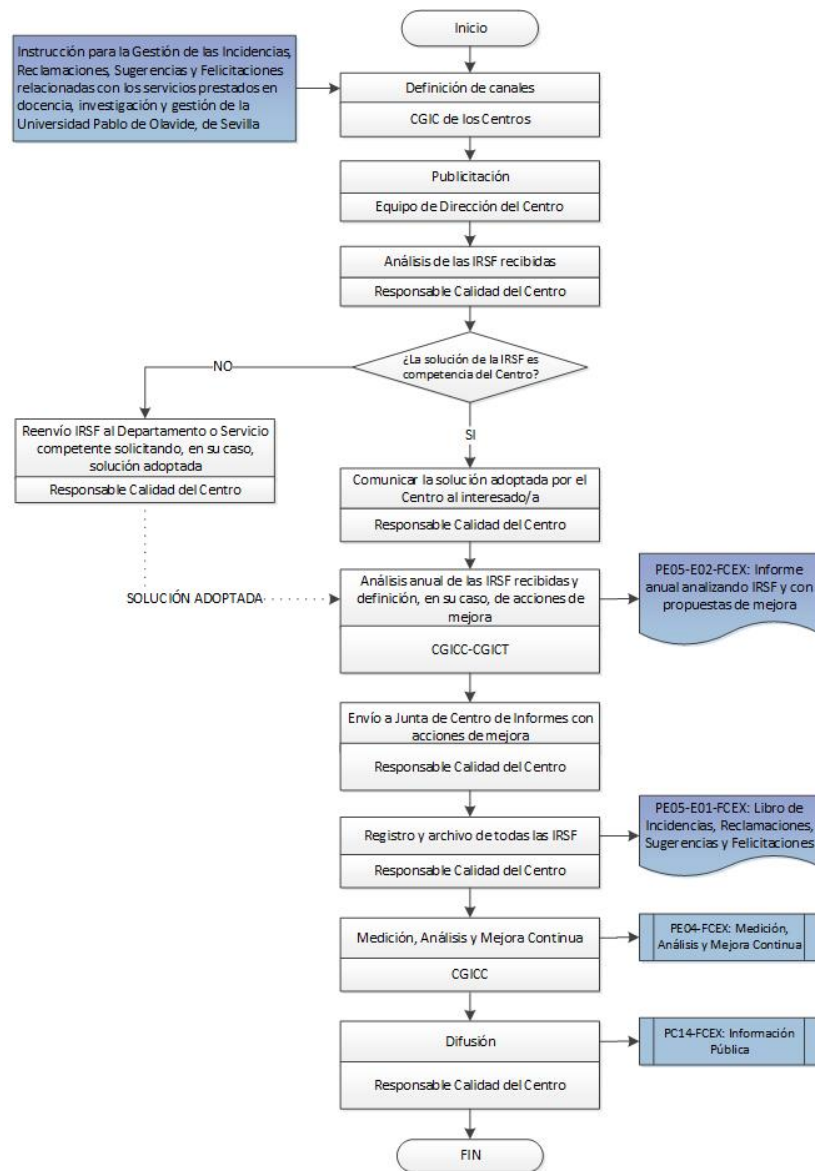 Inicio
Instrucción para la Gestión de las Incidencias,
Reclamaciones, Sugerencias y Felicitaciones
relacionadas con los servicios prestados en
docencia, investigación y gestión de la
Universidad Pablo de Olavide, de Sevilla
Definición de canales
CGIC de los Centros
Publicitación
Equipo de Dirección del Centro
Análisis de las IRSF recibidas
Responsable Calidad del Centro
¿La solución de la IRSF es
competencia del Centro?
NO
SI
Reenvío IRSF al Departamento o Servicio
competente solicitando, en su caso,
solución adoptada
Responsable Calidad del Centro
Comunicar la solución adoptada por el
Centro al interesado/a
Responsable Calidad del Centro
SOLUCIÓN ADOPTADA
Análisis anual de las IRSF recibidas y
definición, en su caso, de acciones de
mejora
CGICC-CGICT
PE05-E02-FCEX: Informe
anual analizando IRSF y con
propuestas de mejora
Envío a Junta de Centro de Informes con
acciones de mejora
Responsable Calidad del Centro
Registro y archivo de todas las IRSF
Responsable Calidad del Centro
PE05-E01-FCEX: Libro de
Incidencias, Reclamaciones,
Sugerencias y Felicitaciones
Medición, Análisis y Mejora Continua
CGICC
PE04-FCEX: Medición,
Análisis y Mejora Continua
Difusión
Responsable Calidad del Centro
PC14-FCEX: Información
Pública
FIN